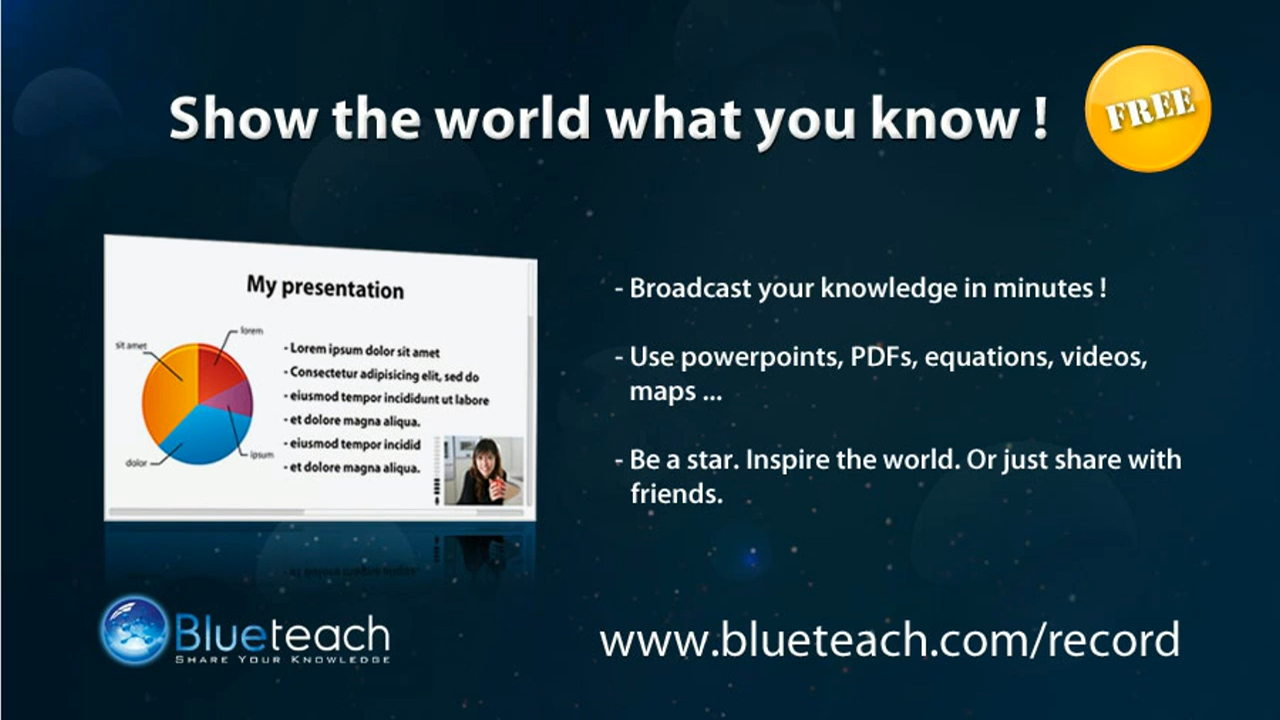 Show the world what you know !
FREE
My presentation
lorem
sit amet
ipsum
dolor
- Lorem ipsum dolor sit amet
- Consectetur adipisicing elit, sed do
- eiusmod tempor incididunt ut labore
- et dolore magna aliqua.
- eiusmod tempor incidid
- et dolore magna aliqua.
- Broadcast your knowledge in minutes !
- Use powerpoints, PDFs, equations, videos,
maps ...
- Be a star. Inspire the world. Or just share with
friends.
Blueteach
SHARE YOUR KNOWLEDGE
www.blueteach.com/record